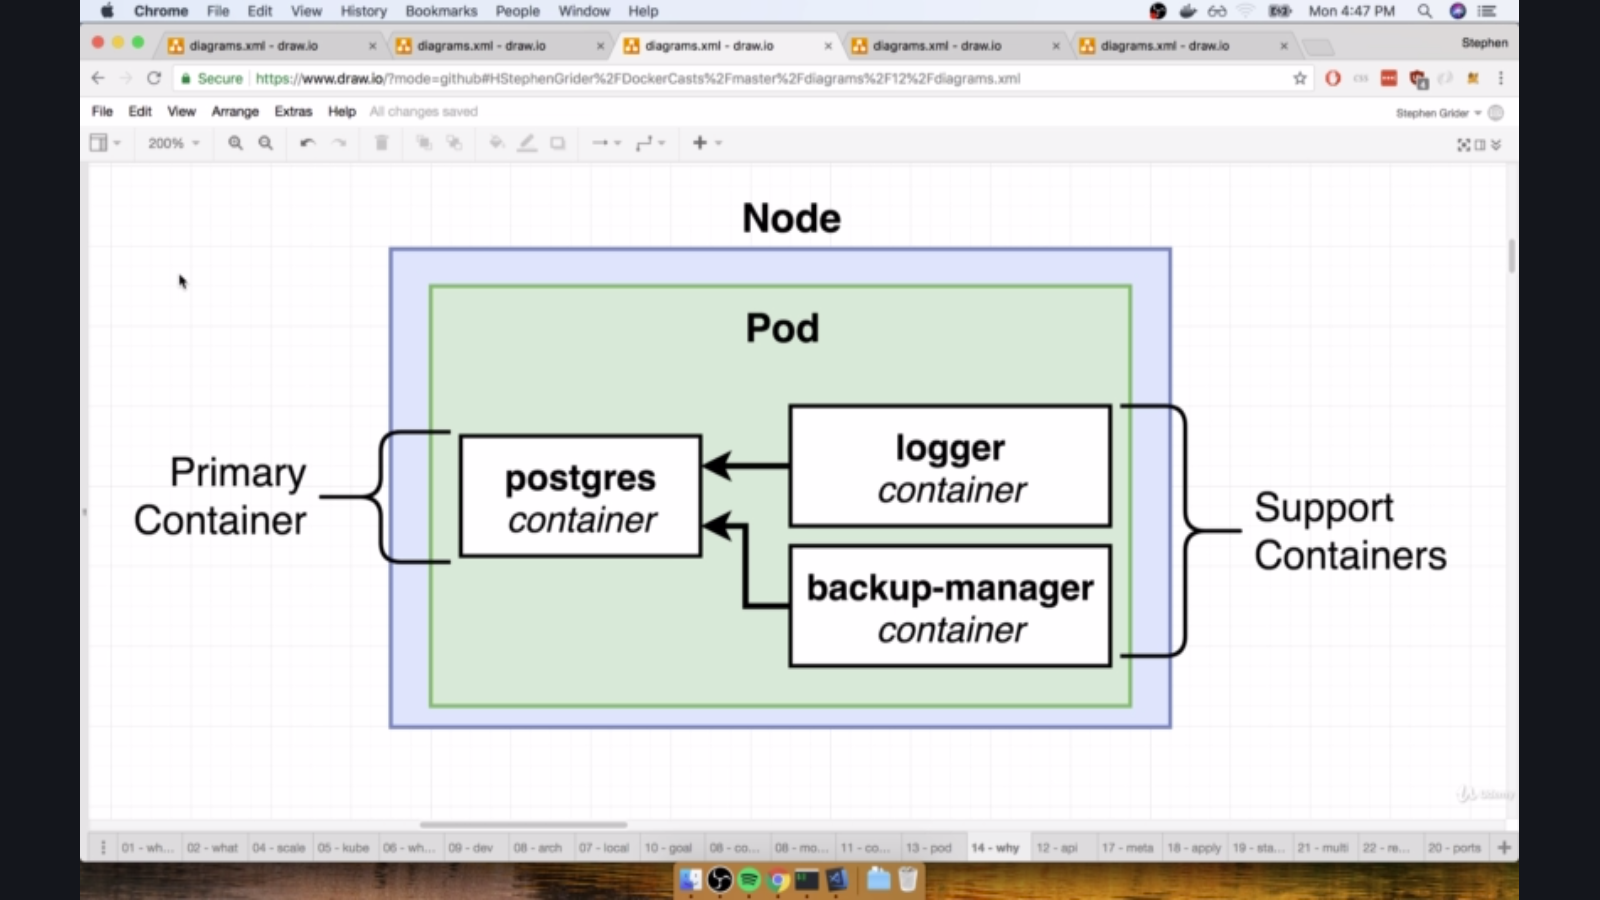 Chrome File Edit View History Bookmarks People Window Help Mon 4:47 PM
diagrams.xml - draw.io diagrams.xml - draw.io diagrams.xml - draw.io diagrams.xml - draw.io diagrams.xml - draw.io Stephen
Secure https://www.draw.io/?mode=github#HStephenGrider%2FDockerCasts%2Fmaster%2Fdiagrams%2F12%2Fdiagrams.xml
File Edit View Arrange Extras Help All changes saved Stephen Grider
200%
Node
Pod
Primary
Container
postgres
container
logger
container
backup-manager
container
Support
Containers
01 - wh... 02 - what 04 - scale 05 - kube 06 - wh... 09 - dev 08 - arch 07 - local 10 - goal 08 - co... 08 - mo... 11 - co... 13 - pod 14 - why 12 - api 17 - meta 18 - apply 19 - sta... 21 - multi 22 - re... 20 - ports